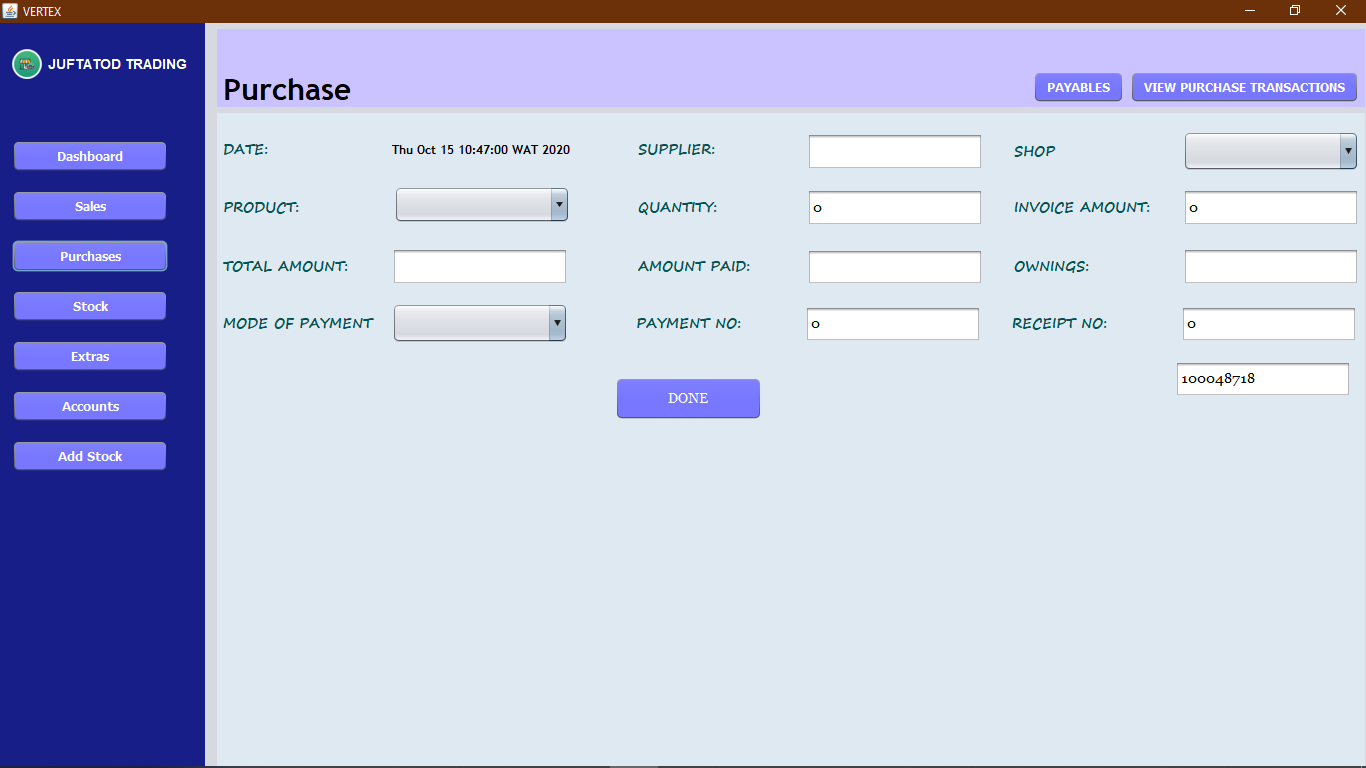 VERTEX
JUFTATOD TRADING
Dashboard
Sales
Purchases
Stock
Extras
Accounts
Add Stock
Purchase
PAYABLES
VIEW PURCHASE TRANSACTIONS
DATE: Thu Oct 15 10:47:00 WAT 2020 SUPPLIER: SHOP
PRODUCT: QUANTITY: 0 INVOICE AMOUNT: 0
TOTAL AMOUNT: AMOUNT PAID: OWNINGS:
MODE OF PAYMENT PAYMENT NO: 0 RECEIPT NO: 0
100048718
DONE